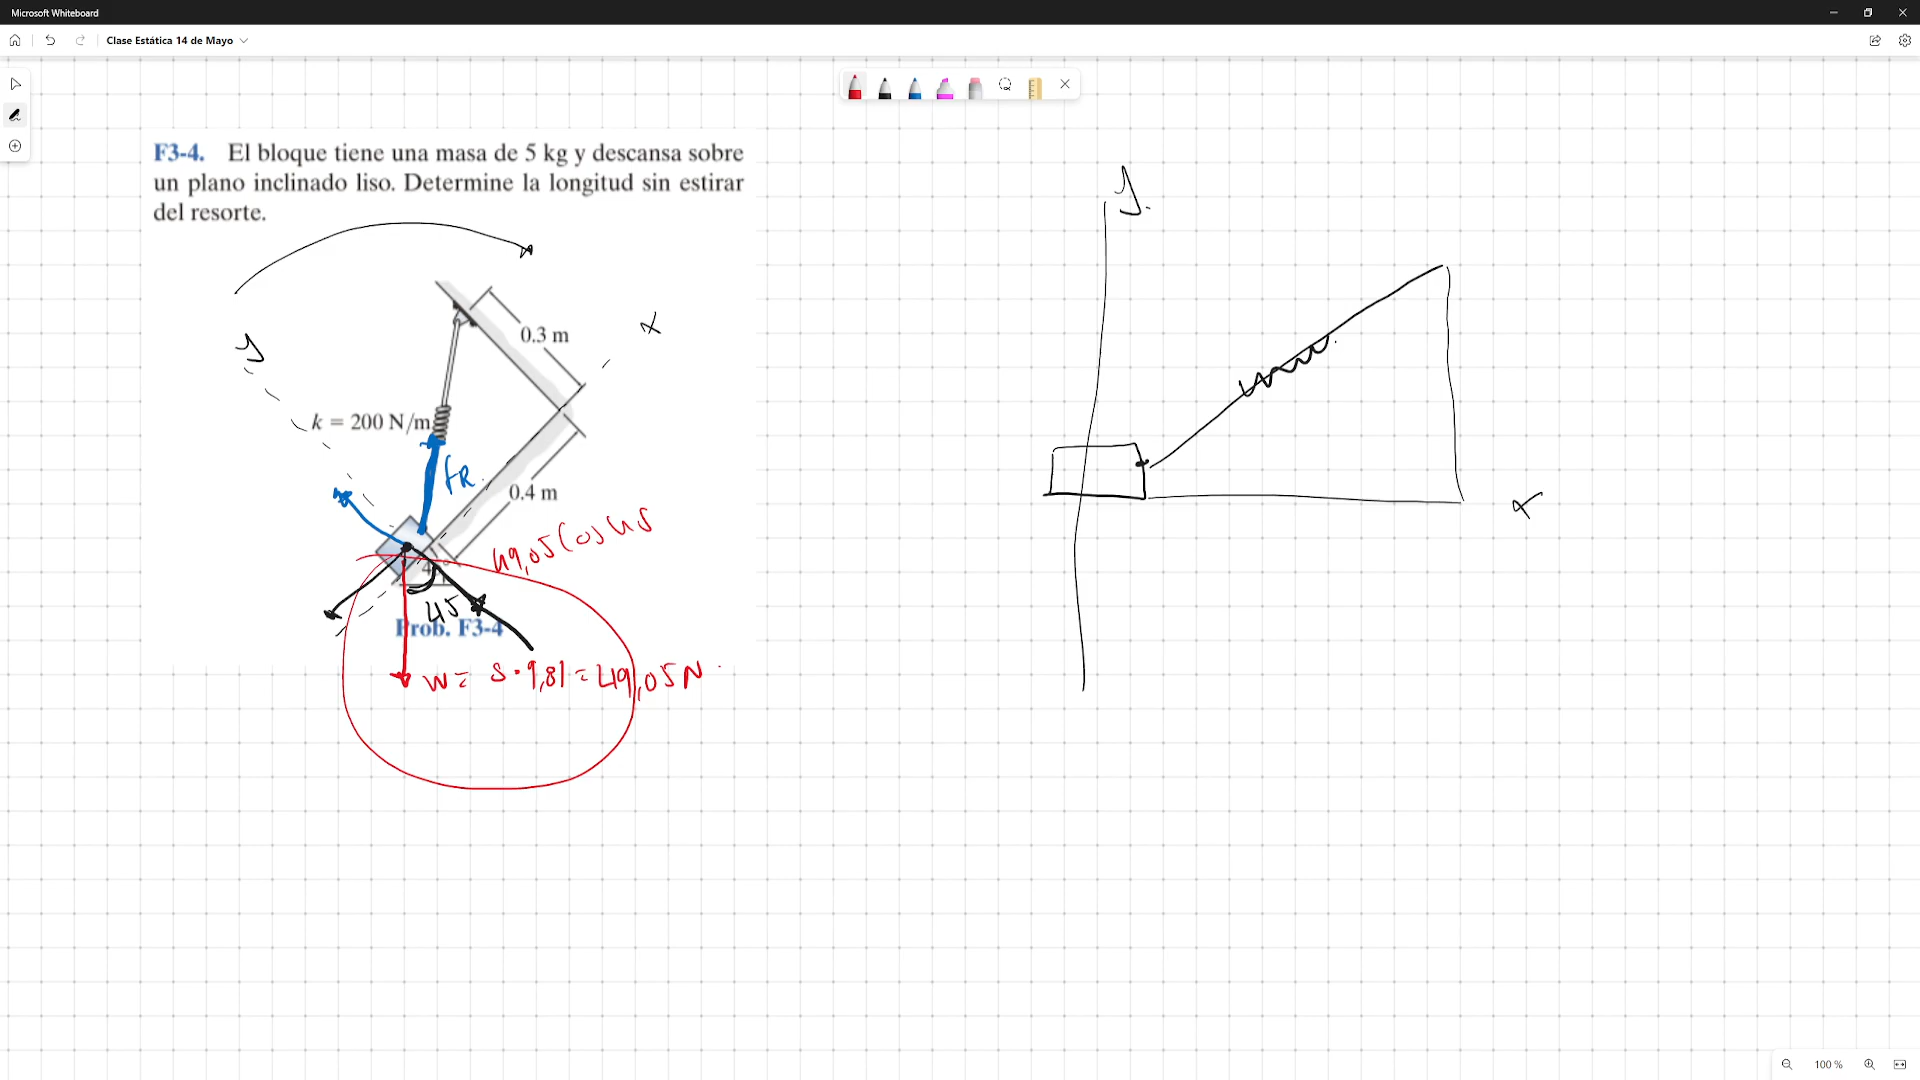 Microsoft Whiteboard
Clase Estática 14 de Mayo
F3-4. El bloque tiene una masa de 5 kg y descansa sobre
un plano inclinado liso. Determine la longitud sin estirar
del resorte.
y
x
0.3 m
k = 200 N/m
fR
0.4 m
49,05 Cos 45
45
Prob. F3-4
W = 5 · 9,81 = 49,05 N
y
x
100 %